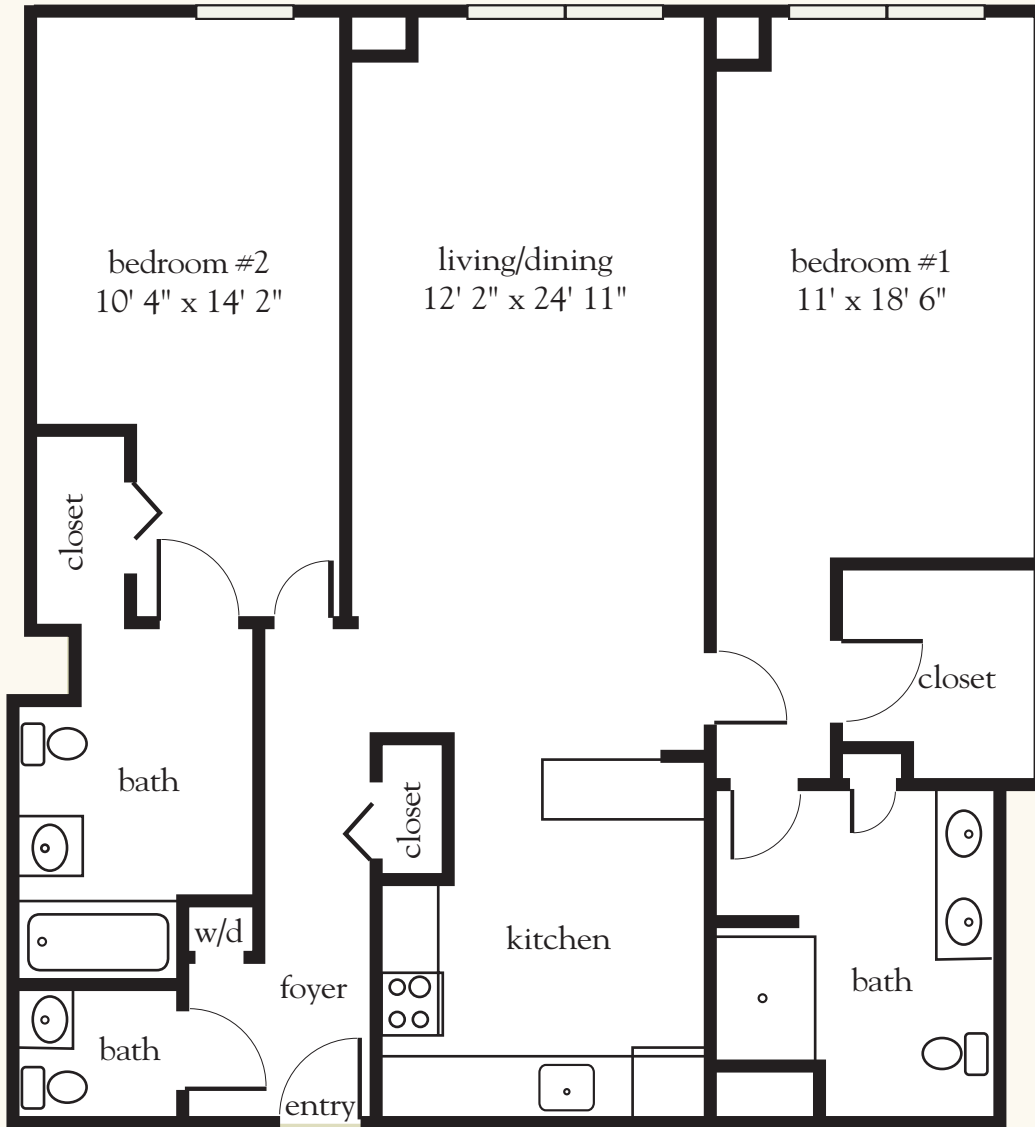 bedroom #2
10' 4" x 14' 2"
living/dining
12' 2" x 24' 11"
bedroom #1
11' x 18' 6"
closet
closet
bath
closet
w/d
kitchen
foyer
bath
bath
entry